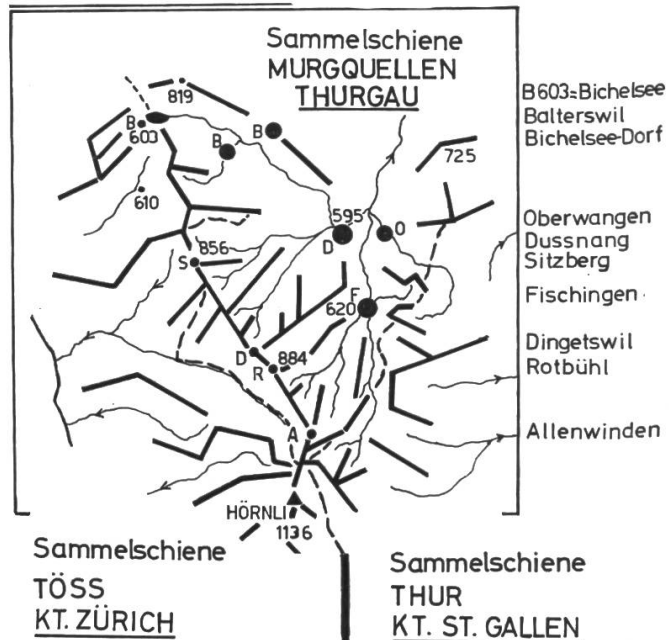 Sammelschiene
MURGQUELLEN
THURGAU
819
B
603
B
B
725
610
595
D
O
S
856
F
620
D
R
884
A
HÖRNLI
1136
B603=Bichelsee
Balterswil
Bichelsee-Dorf
Oberwangen
Dussnang
Sitzberg
Fischingen
Dingetswil
Rotbühl
Allenwinden
Sammelschiene
TÖSS
KT. ZÜRICH
Sammelschiene
THUR
KT. ST. GALLEN